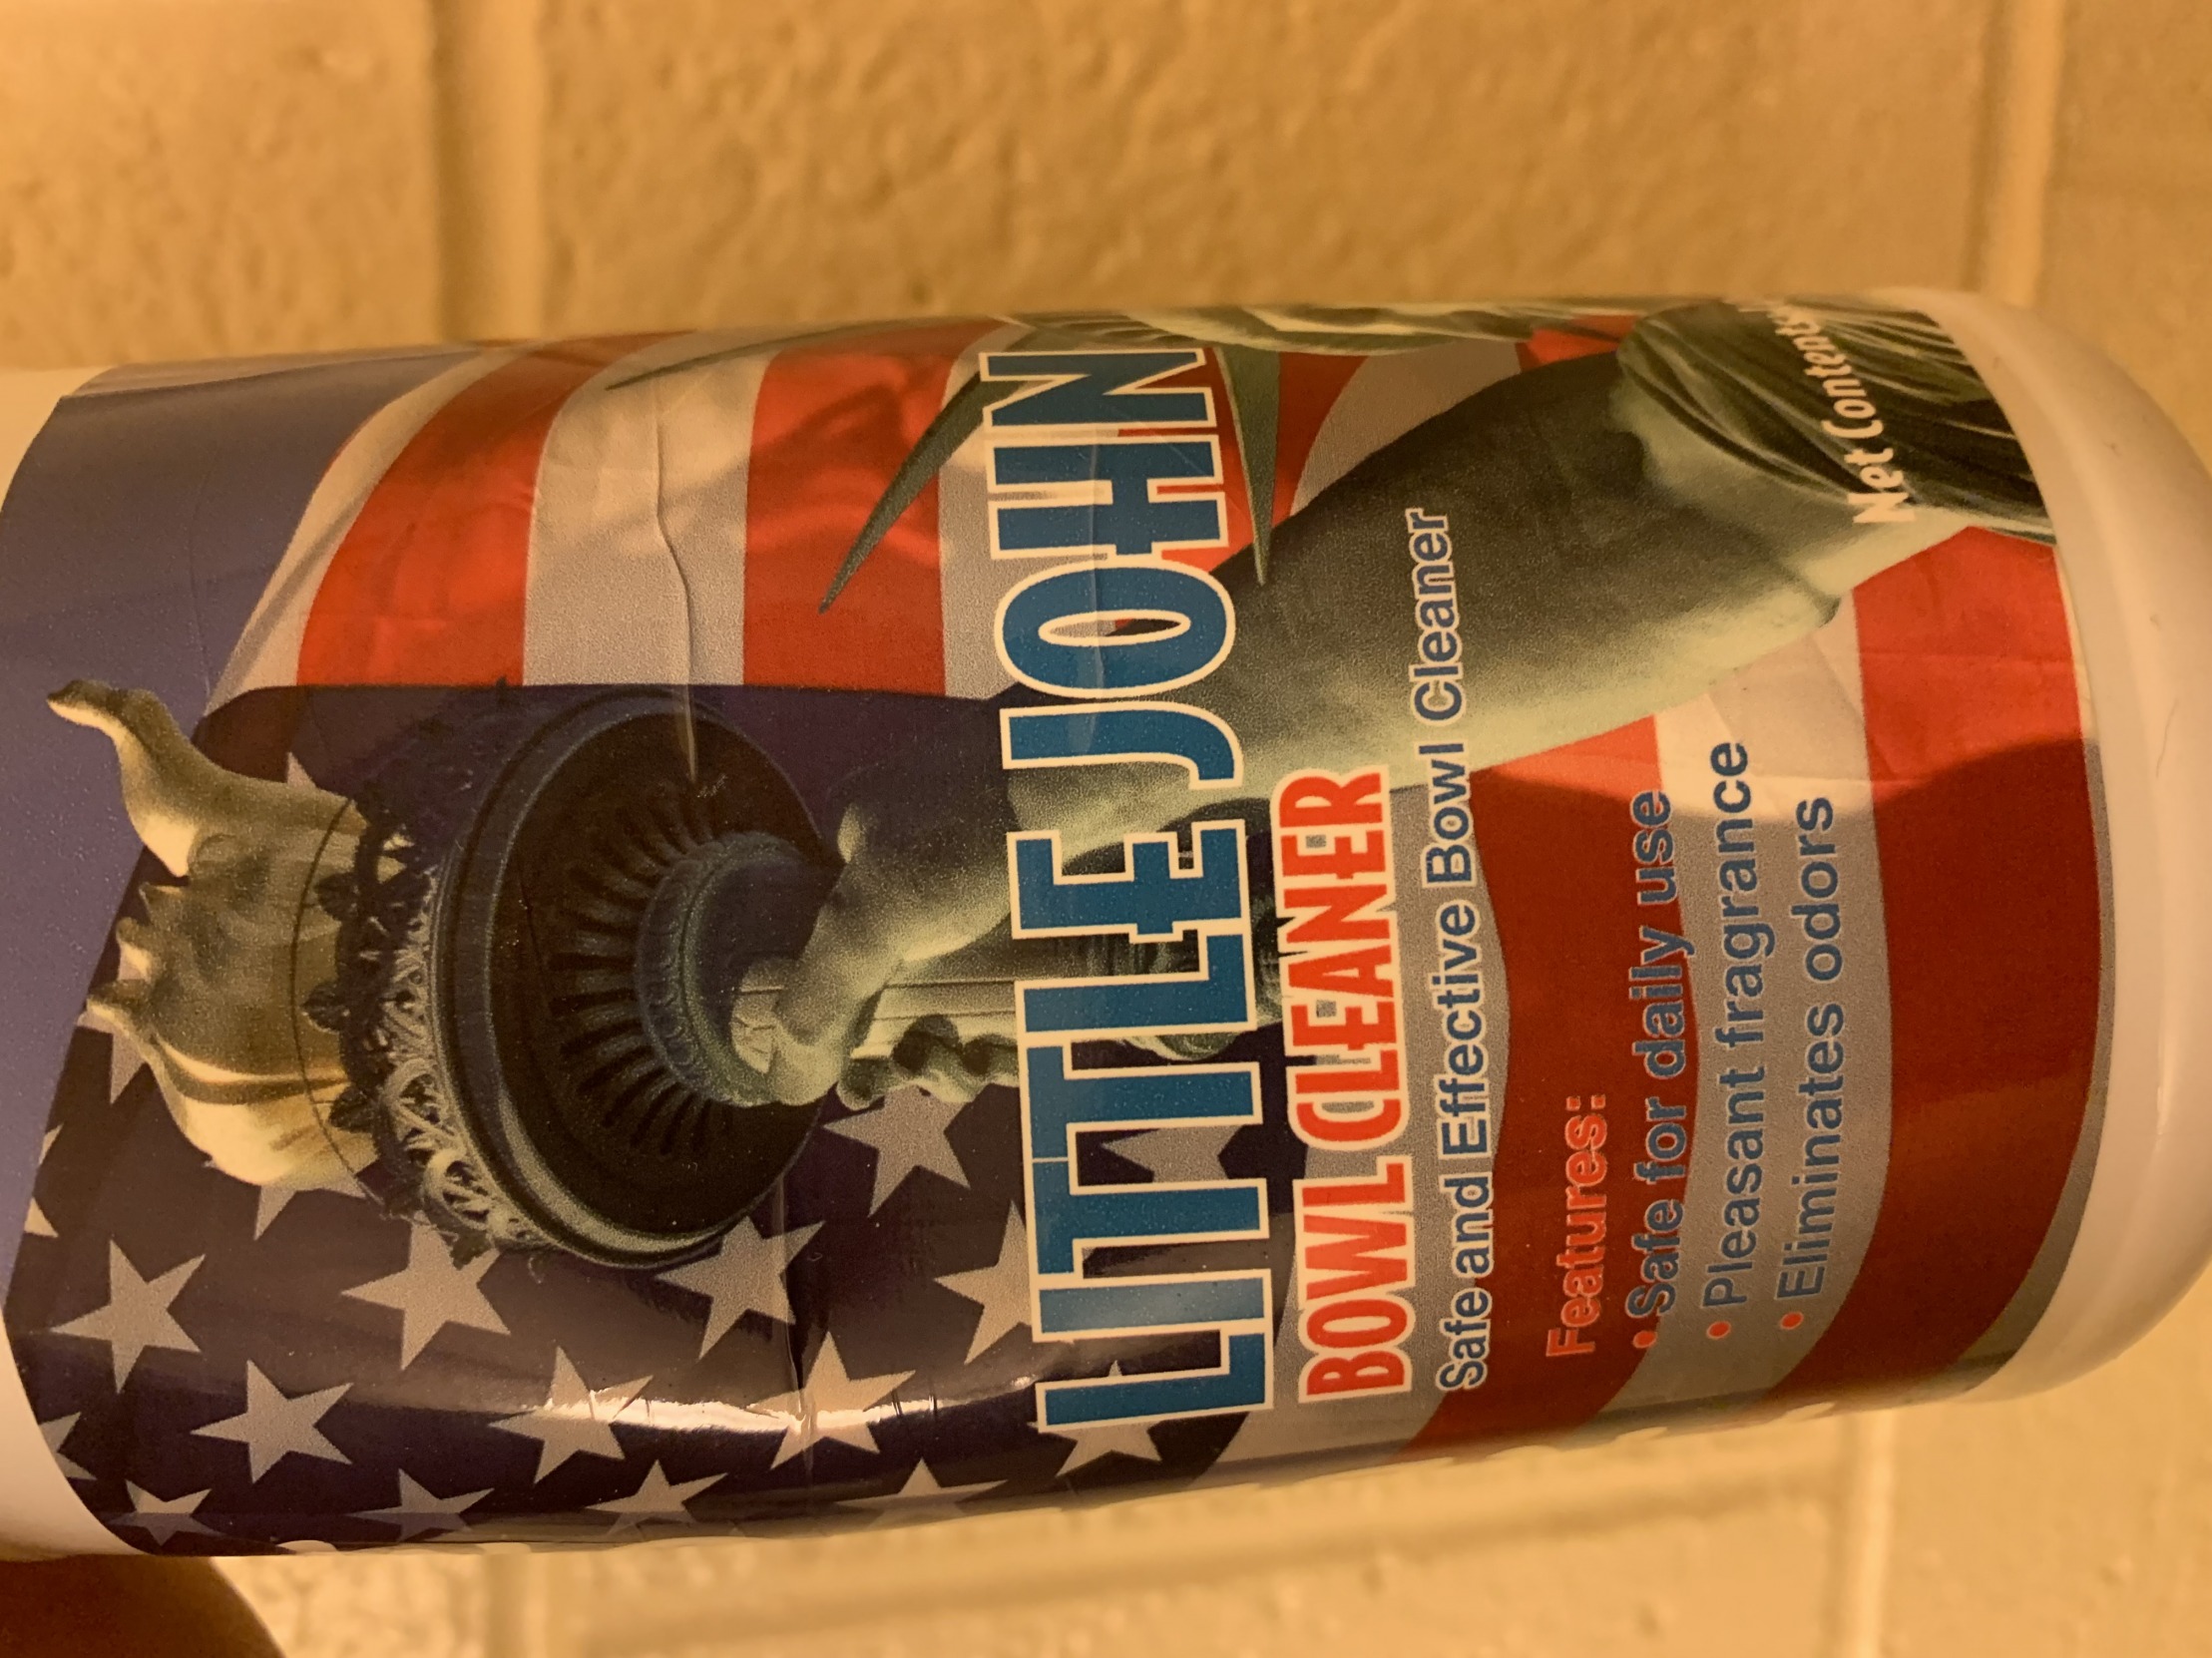 LITTLE JOHN
BOWL CLEANER
Safe and Effective Bowl Cleaner
Features:
• Safe for daily use
• Pleasant fragrance
• Eliminates odors
Net Contents